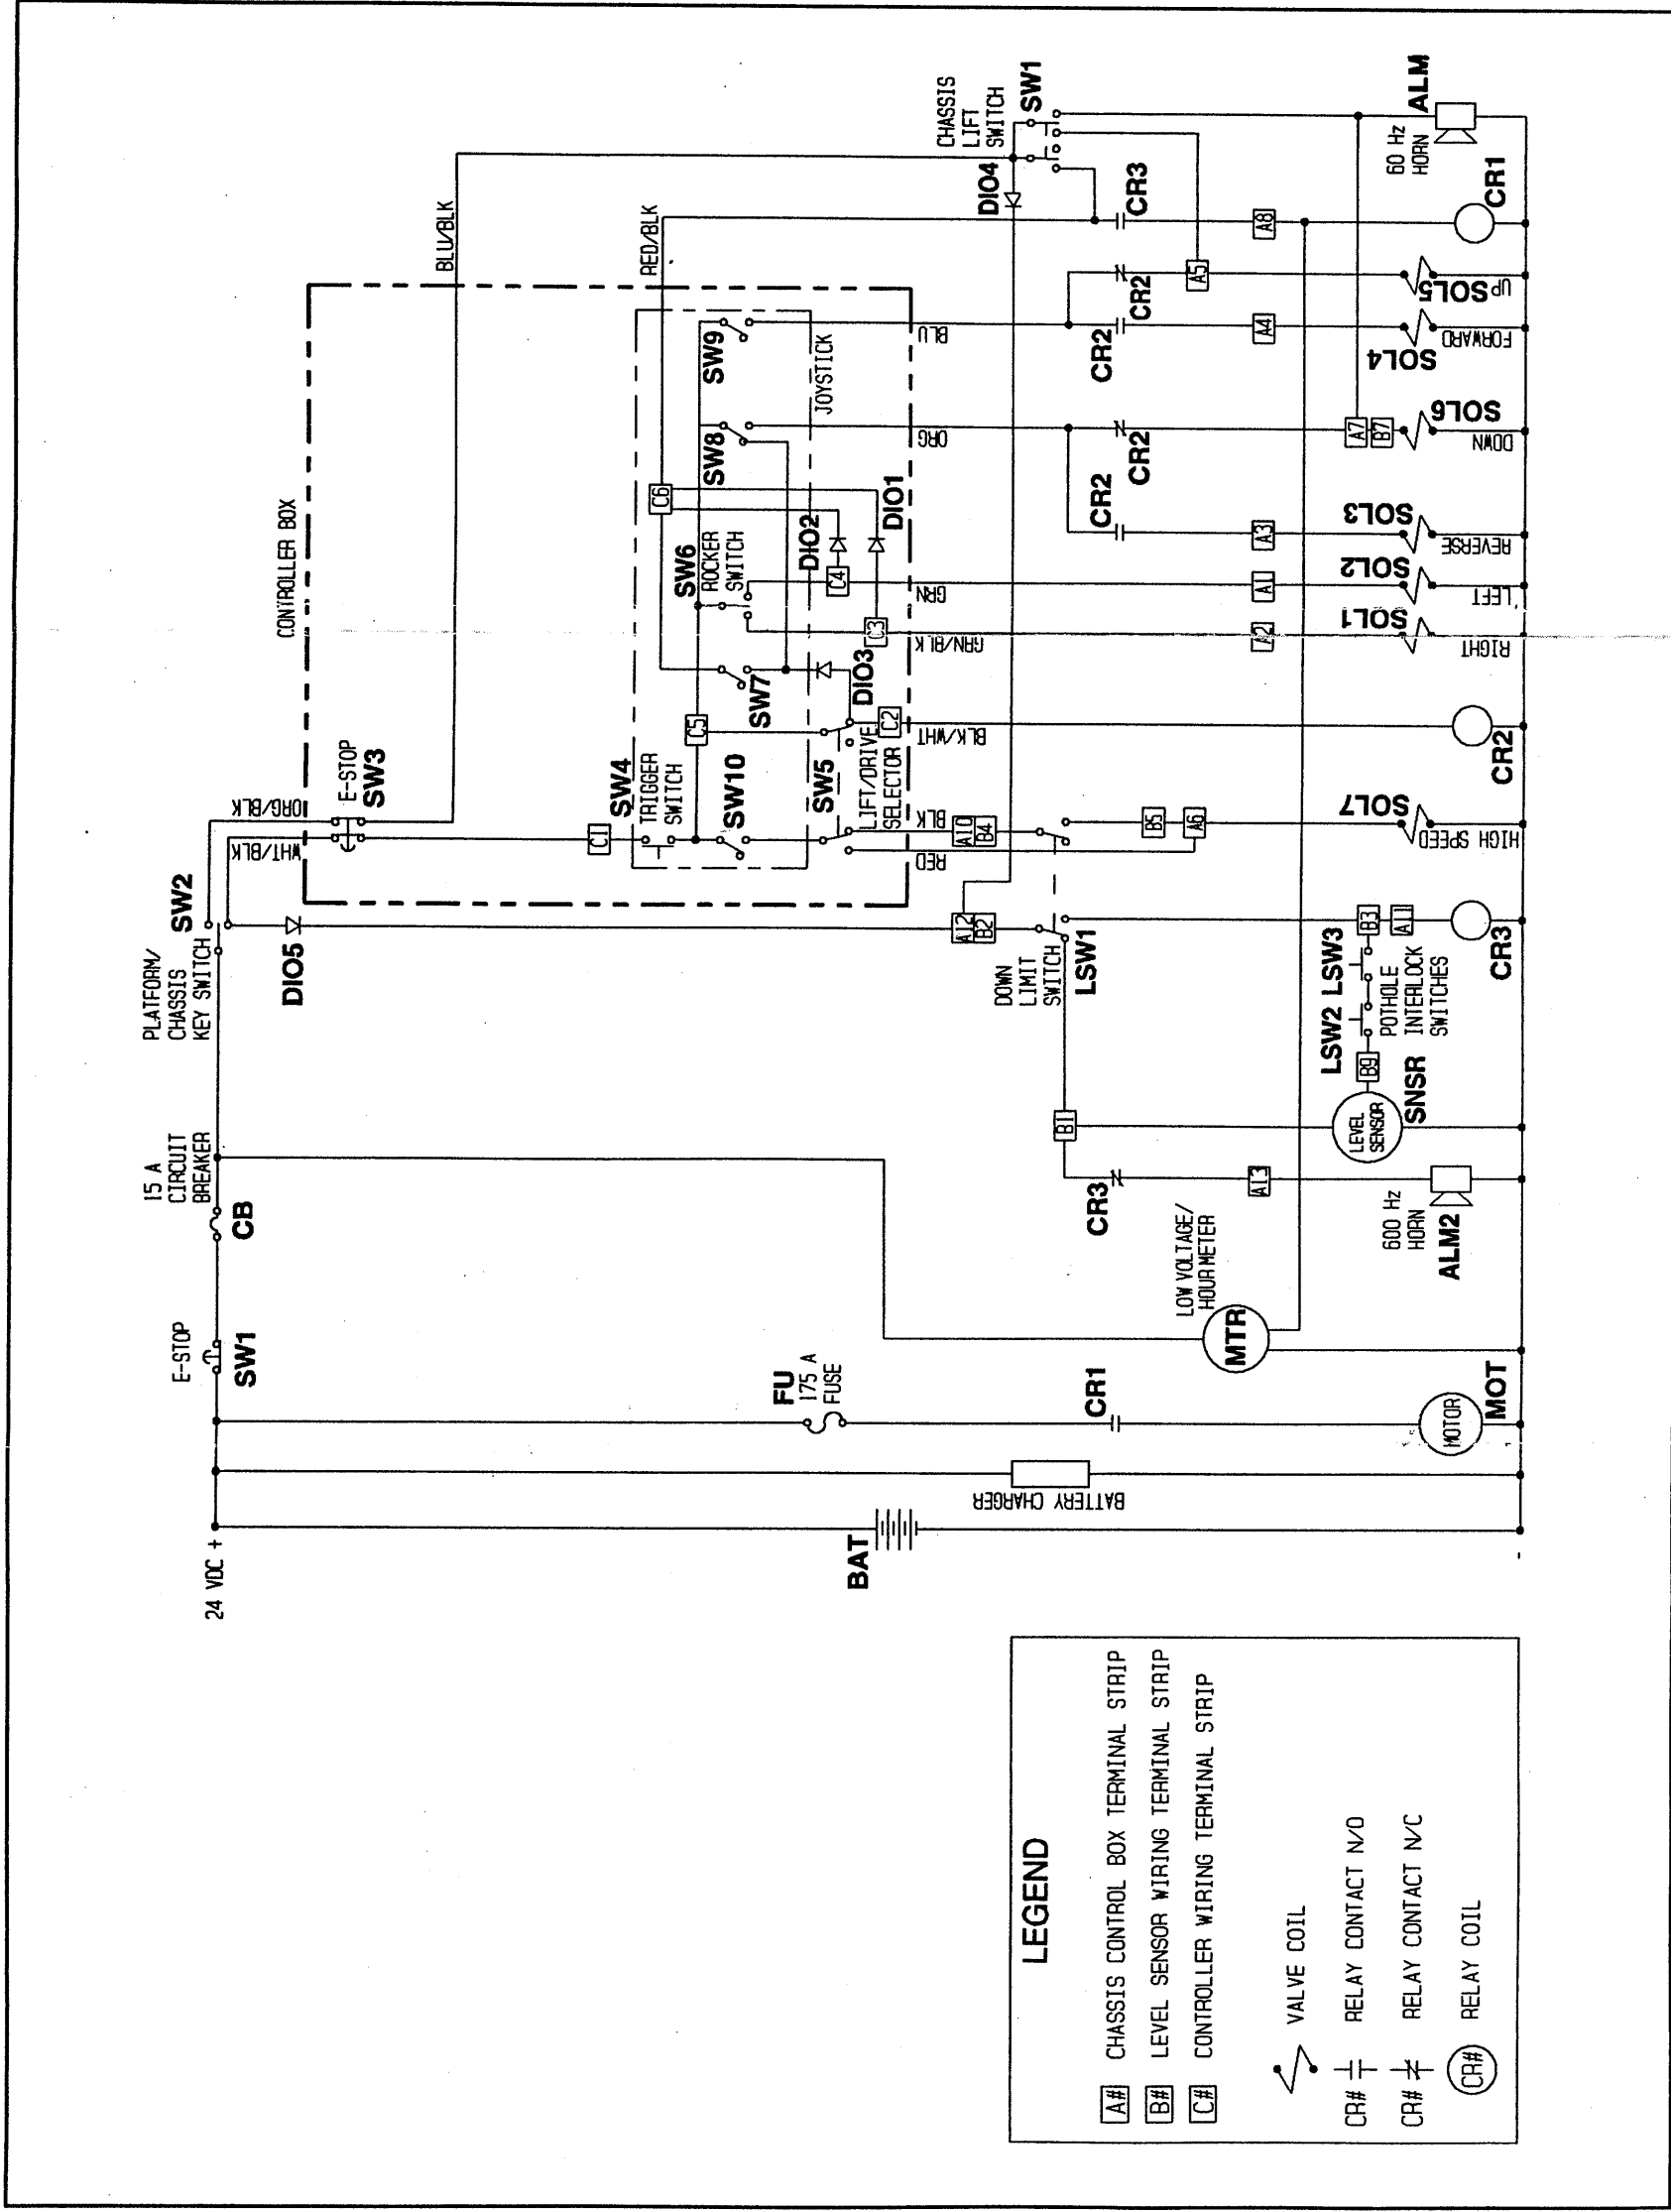 24 VDC +
-
BAT
BATTERY CHARGER
E-STOP
SW1
15 A
CIRCUIT
BREAKER
CB
PLATFORM/
CHASSIS
KEY SWITCH
SW2
DIO5
ORG/BLK
WHT/BLK
E-STOP
SW3
CONTROLLER BOX
BLU/BLK
RED/BLK
C1
SW4
TRIGGER
SWITCH
SW10
C5
SW7
SW6
ROCKER
SWITCH
C6
SW8
SW9
JOYSTICK
SW5
LIFT/DRIVE
SELECTOR
DIO3
DIO2
DIO1
C4
C3
C2
RED
BLK
BLK/WHT
GRN/BLK
GRN
ORG
BLU
CHASSIS
LIFT
SWITCH
SW1
DIO4
A12
B2
A10
B4
DOWN
LIMIT
SWITCH
LSW1
FU
175 A
FUSE
CR1
MOTOR
MOT
LOW VOLTAGE/
HOURMETER
MTR
B1
CR3
A13
600 Hz
HORN
ALM2
LEVEL
SENSOR
SNSR
B9
LSW2
LSW3
POTHOLE
INTERLOCK
SWITCHES
B3
A11
CR3
B5
A6
SOL7
HIGH SPEED
CR2
A2
SOL1
RIGHT
A1
SOL2
LEFT
CR2
A3
SOL3
REVERSE
CR2
A7
B7
SOL6
DOWN
CR2
A4
SOL4
FORWARD
CR2
A5
SOL5
UP
CR3
A8
CR1
60 Hz
HORN
ALM
LEGEND
A# CHASSIS CONTROL BOX TERMINAL STRIP
B# LEVEL SENSOR WIRING TERMINAL STRIP
C# CONTROLLER WIRING TERMINAL STRIP
VALVE COIL
CR# RELAY CONTACT N/O
CR# RELAY CONTACT N/C
CR# RELAY COIL